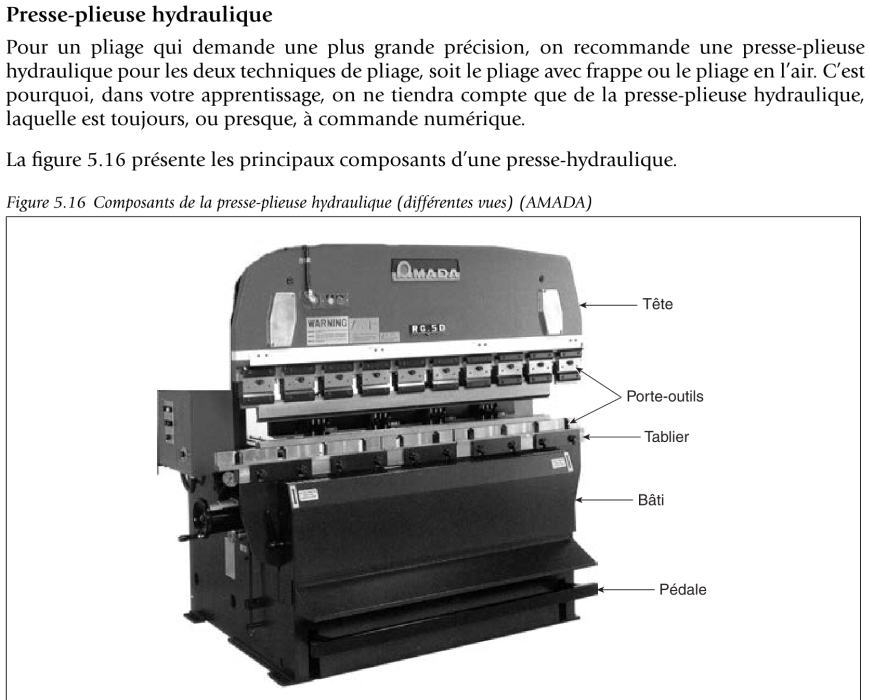 Presse-plieuse hydraulique
Pour un pliage qui demande une plus grande précision, on recommande une presse-plieuse
hydraulique pour les deux techniques de pliage, soit le pliage avec frappe ou le pliage en l’air. C’est
pourquoi, dans votre apprentissage, on ne tiendra compte que de la presse-plieuse hydraulique,
laquelle est toujours, ou presque, à commande numérique.
La figure 5.16 présente les principaux composants d’une presse-hydraulique.
Figure 5.16 Composants de la presse-plieuse hydraulique (différentes vues) (AMADA)
AMADA
Tête
WARNING
RG.50
Porte-outils
Tablier
Bâti
Pédale